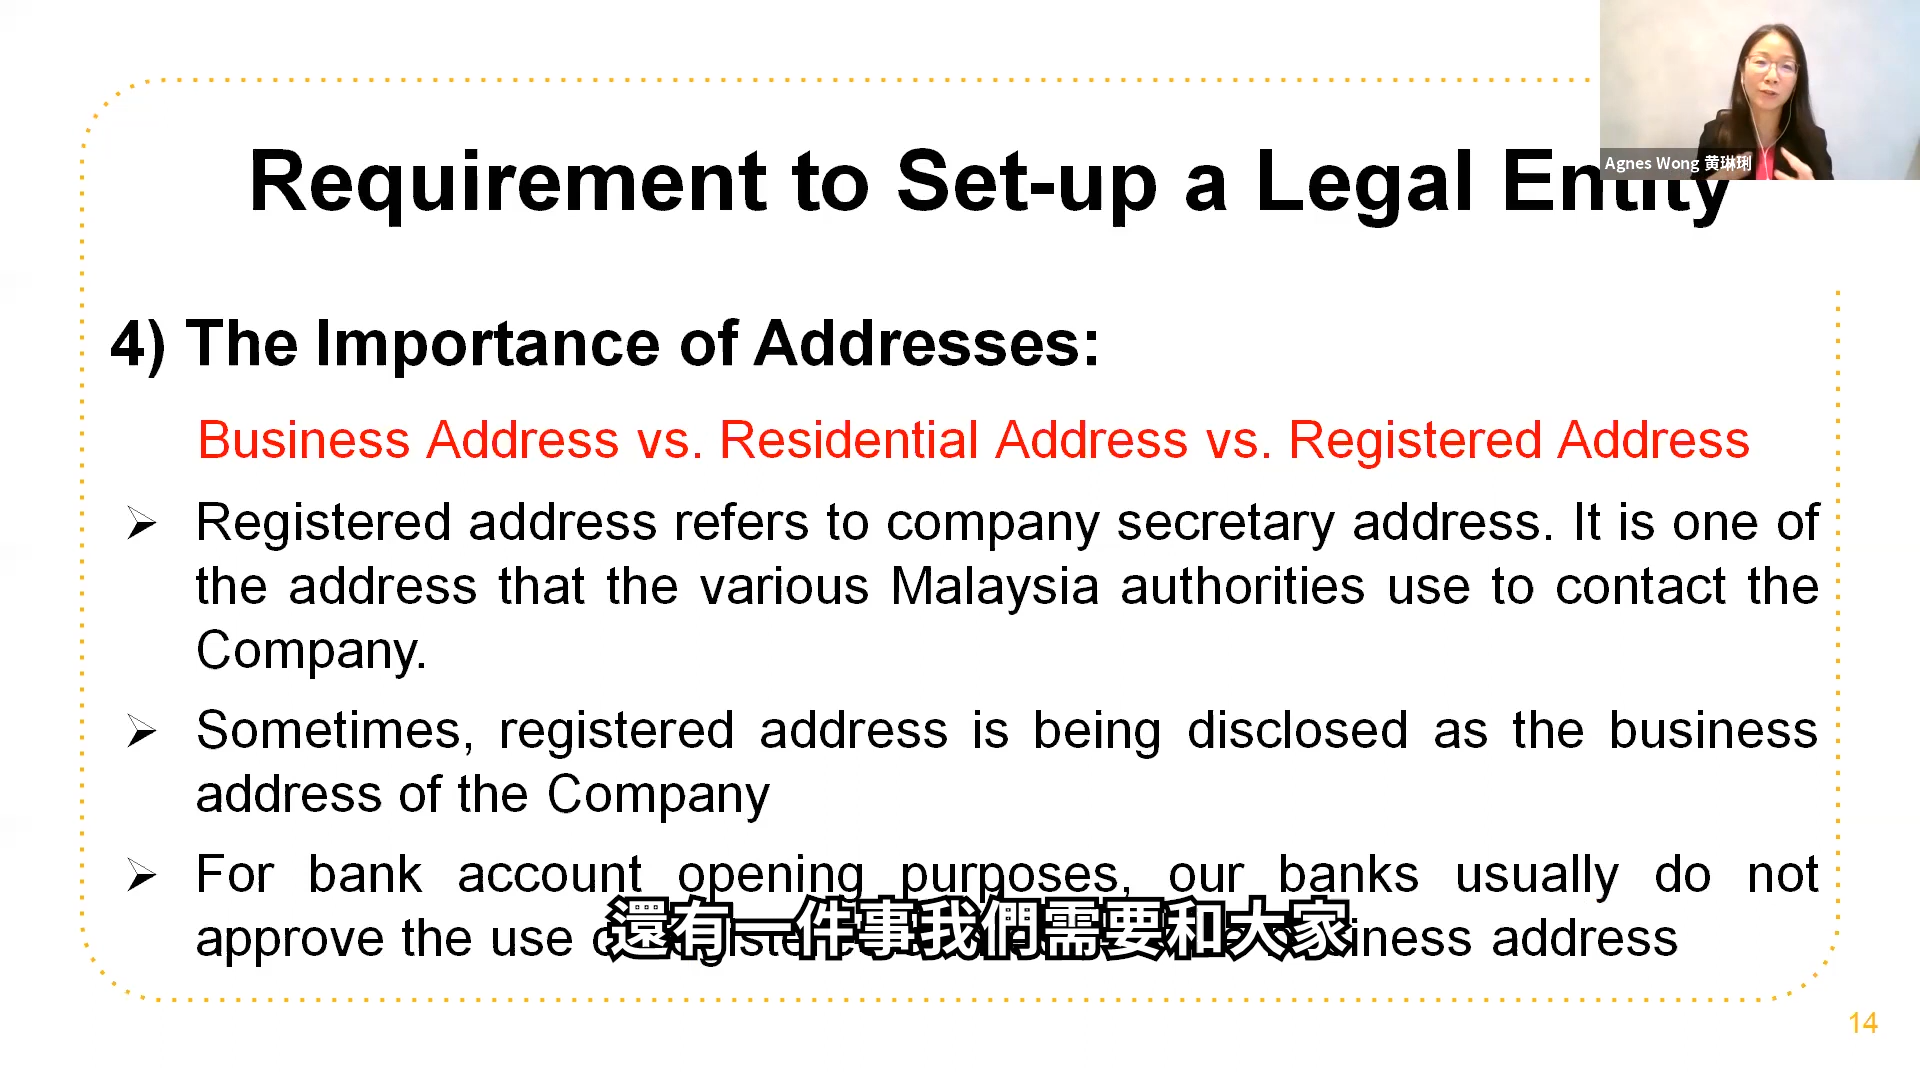 Requirement to Set-up a Legal Entity
Agnes Wong 黄琳琍
4) The Importance of Addresses:
Business Address vs. Residential Address vs. Registered Address
➢ Registered address refers to company secretary address. It is one of
the address that the various Malaysia authorities use to contact the
Company.
➢ Sometimes, registered address is being disclosed as the business
address of the Company
➢ For bank account opening purposes, our banks usually do not
approve the use address
還有一件事我們需要和大家
14